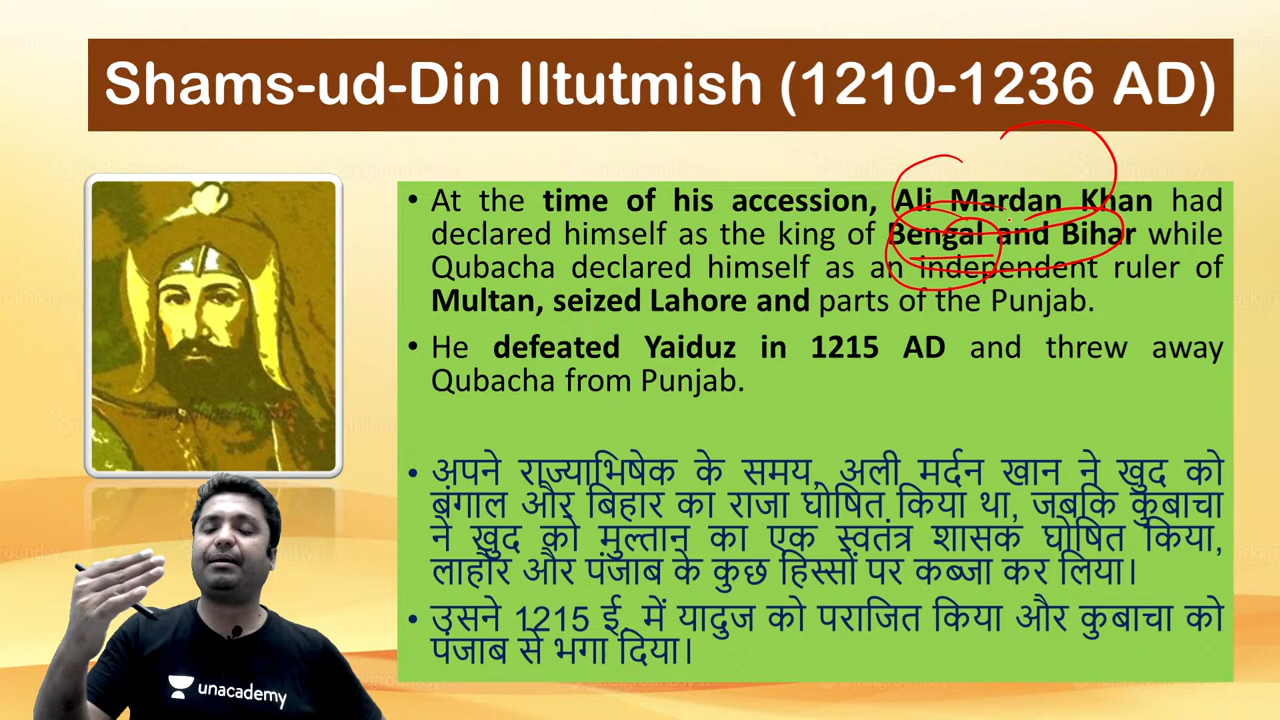 Shams-ud-Din Iltutmish (1210-1236 AD)
• At the time of his accession, Ali Mardan Khan had
declared himself as the king of Bengal and Bihar while
Qubacha declared himself as an independent ruler of
Multan, seized Lahore and parts of the Punjab.
• He defeated Yaiduz in 1215 AD and threw away
Qubacha from Punjab.
• अपने राज्याभिषेक के समय, अली मर्दन खान ने खुद को
बंगाल और बिहार का राजा घोषित किया था, जबकि कुबाचा
ने खुद को मुल्तान का एक स्वतंत्र शासक घोषित किया,
लाहौर और पंजाब के कुछ हिस्सों पर कब्जा कर लिया।
• उसने 1215 ई. में यादुज को पराजित किया और कुबाचा को
पंजाब से भगा दिया।
unacademy